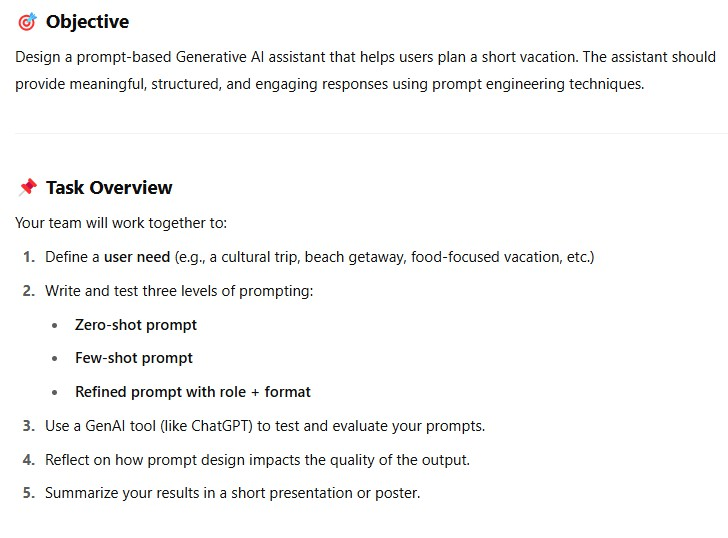 🎯 Objective
Design a prompt-based Generative AI assistant that helps users plan a short vacation. The assistant should
provide meaningful, structured, and engaging responses using prompt engineering techniques.
📌 Task Overview
Your team will work together to:
1. Define a user need (e.g., a cultural trip, beach getaway, food-focused vacation, etc.)
2. Write and test three levels of prompting:
• Zero-shot prompt
• Few-shot prompt
• Refined prompt with role + format
3. Use a GenAI tool (like ChatGPT) to test and evaluate your prompts.
4. Reflect on how prompt design impacts the quality of the output.
5. Summarize your results in a short presentation or poster.